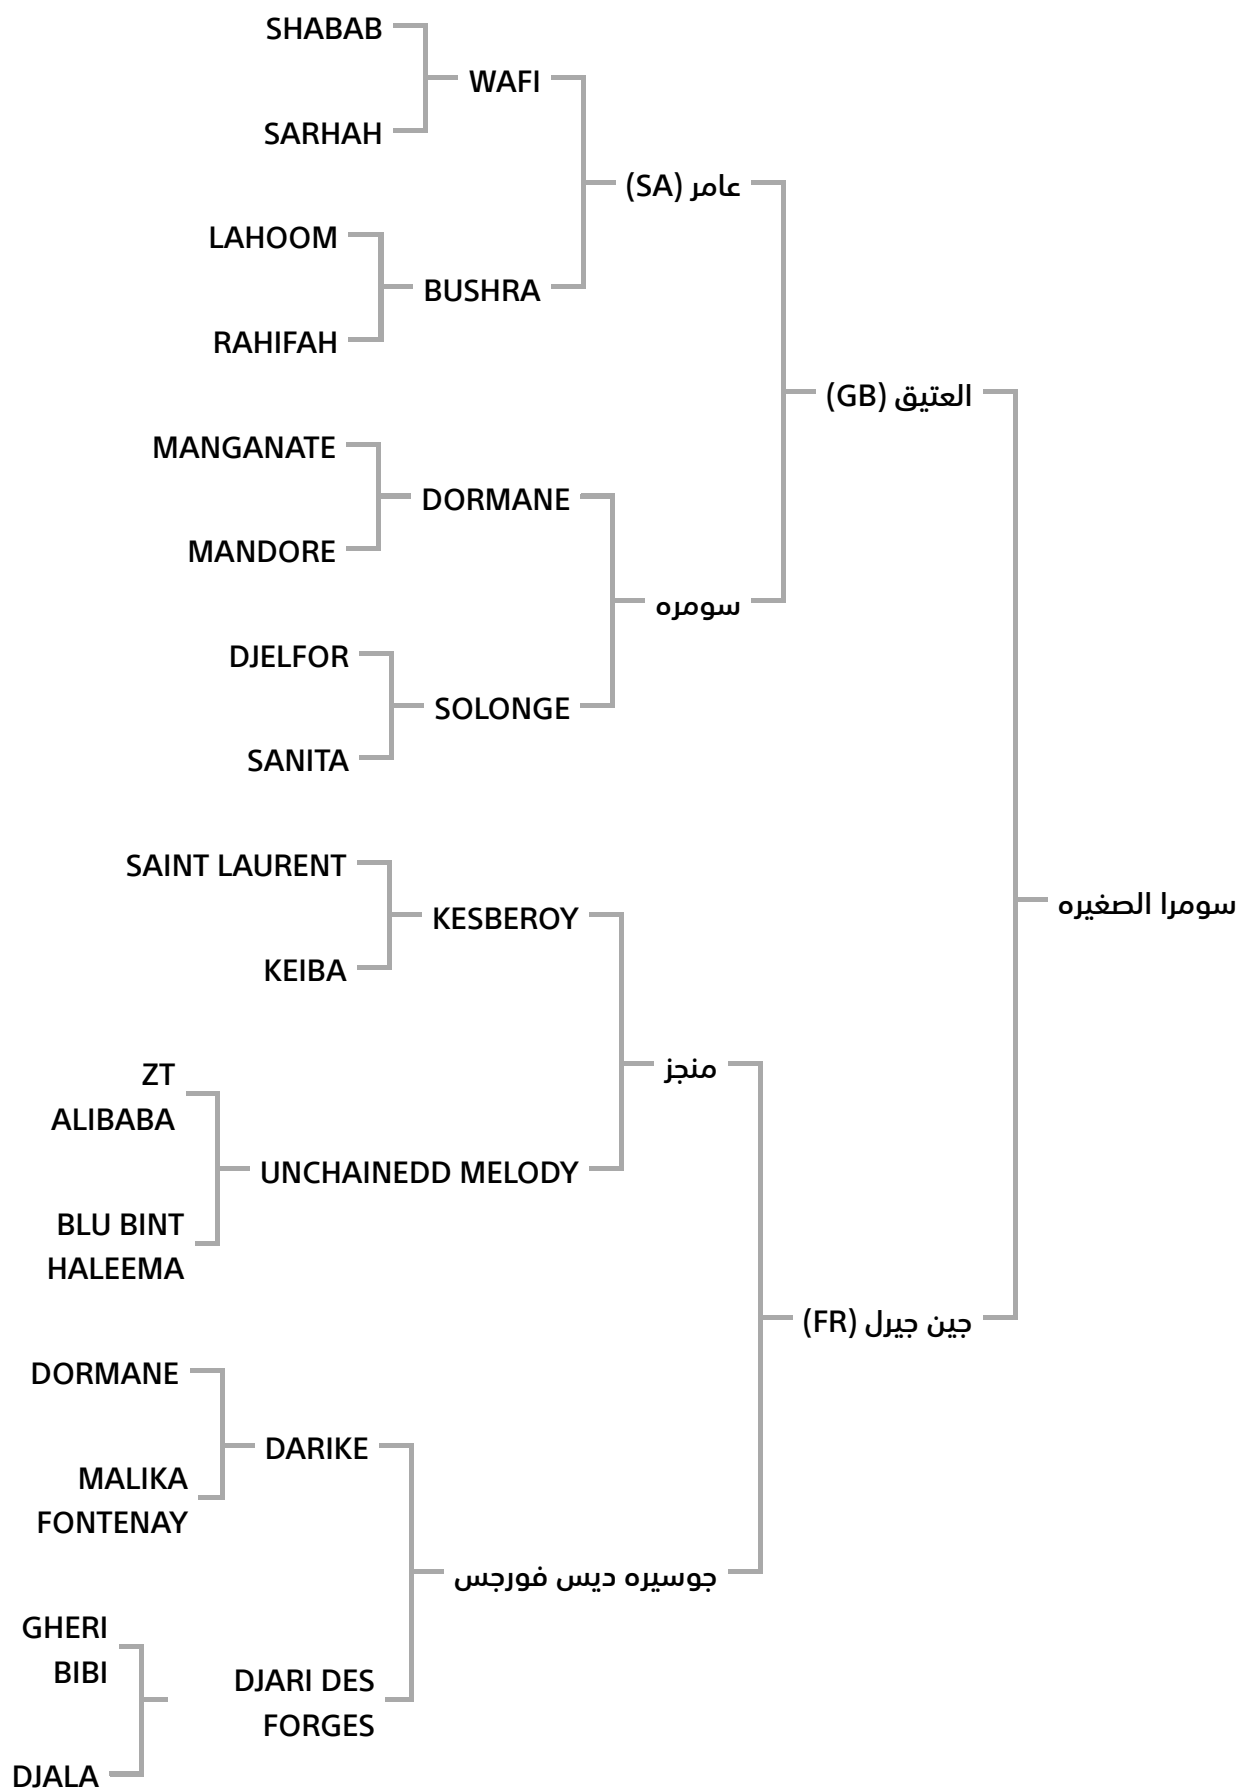 SHABAB
WAFI
SARHAH
عامر (SA)
LAHOOM
BUSHRA
RAHIFAH
العتيق (GB)
MANGANATE
DORMANE
MANDORE
سومره
DJELFOR
SOLONGE
SANITA
SAINT LAURENT
سومرا الصغيره
KESBEROY
KEIBA
منجز
ZT
ALIBABA
UNCHAINEDD MELODY
BLU BINT
HALEEMA
جين جيرل (FR)
DORMANE
DARIKE
MALIKA
FONTENAY
جوسيره ديس فورجس
GHERI
BIBI
DJARI DES
FORGES
DJALA